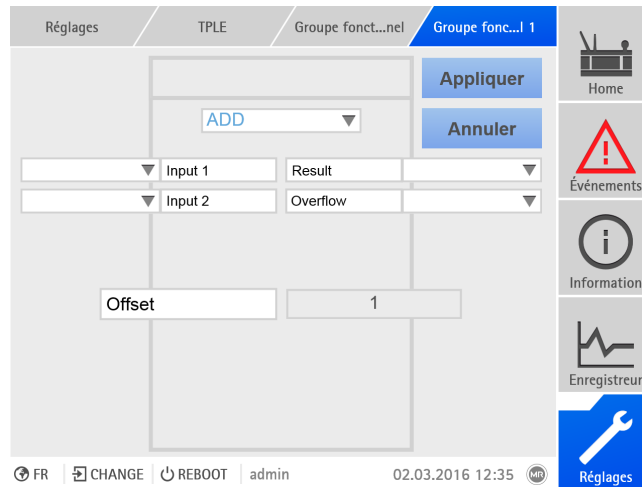 Réglages TPLE Groupe fonct...nel Groupe fonc...l 1
Appliquer
ADD
Annuler
Input 1 Result
Input 2 Overflow
Offset 1
Home
Événements
Information
Enregistreur
Réglages
FR CHANGE REBOOT admin 02.03.2016 12:35 MR